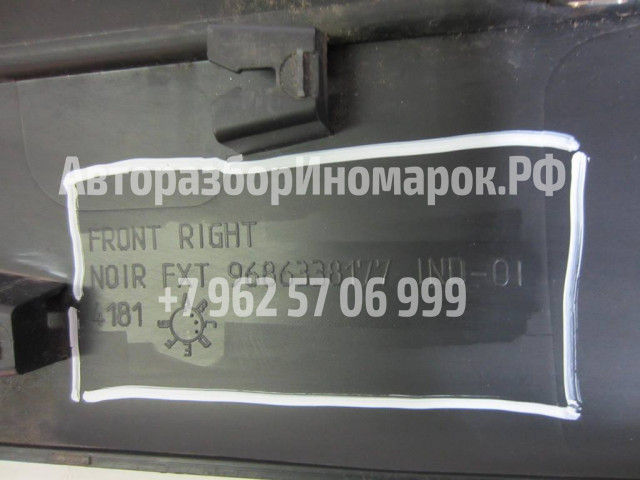 АвторазборИномарок.РФ
FRONT RIGHT
NOIR EXT 9686338177 IND-01
+7 962 57 06 999
4181